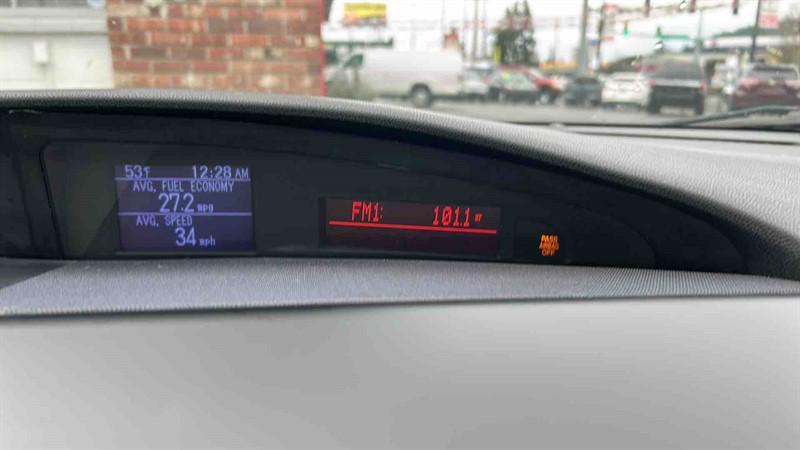 53°F 12:28 AM
AVG. FUEL ECONOMY
27.2 mpg
AVG. SPEED
34 mph
FM1: 101.1 ST
PASS
AIRBAG
OFF